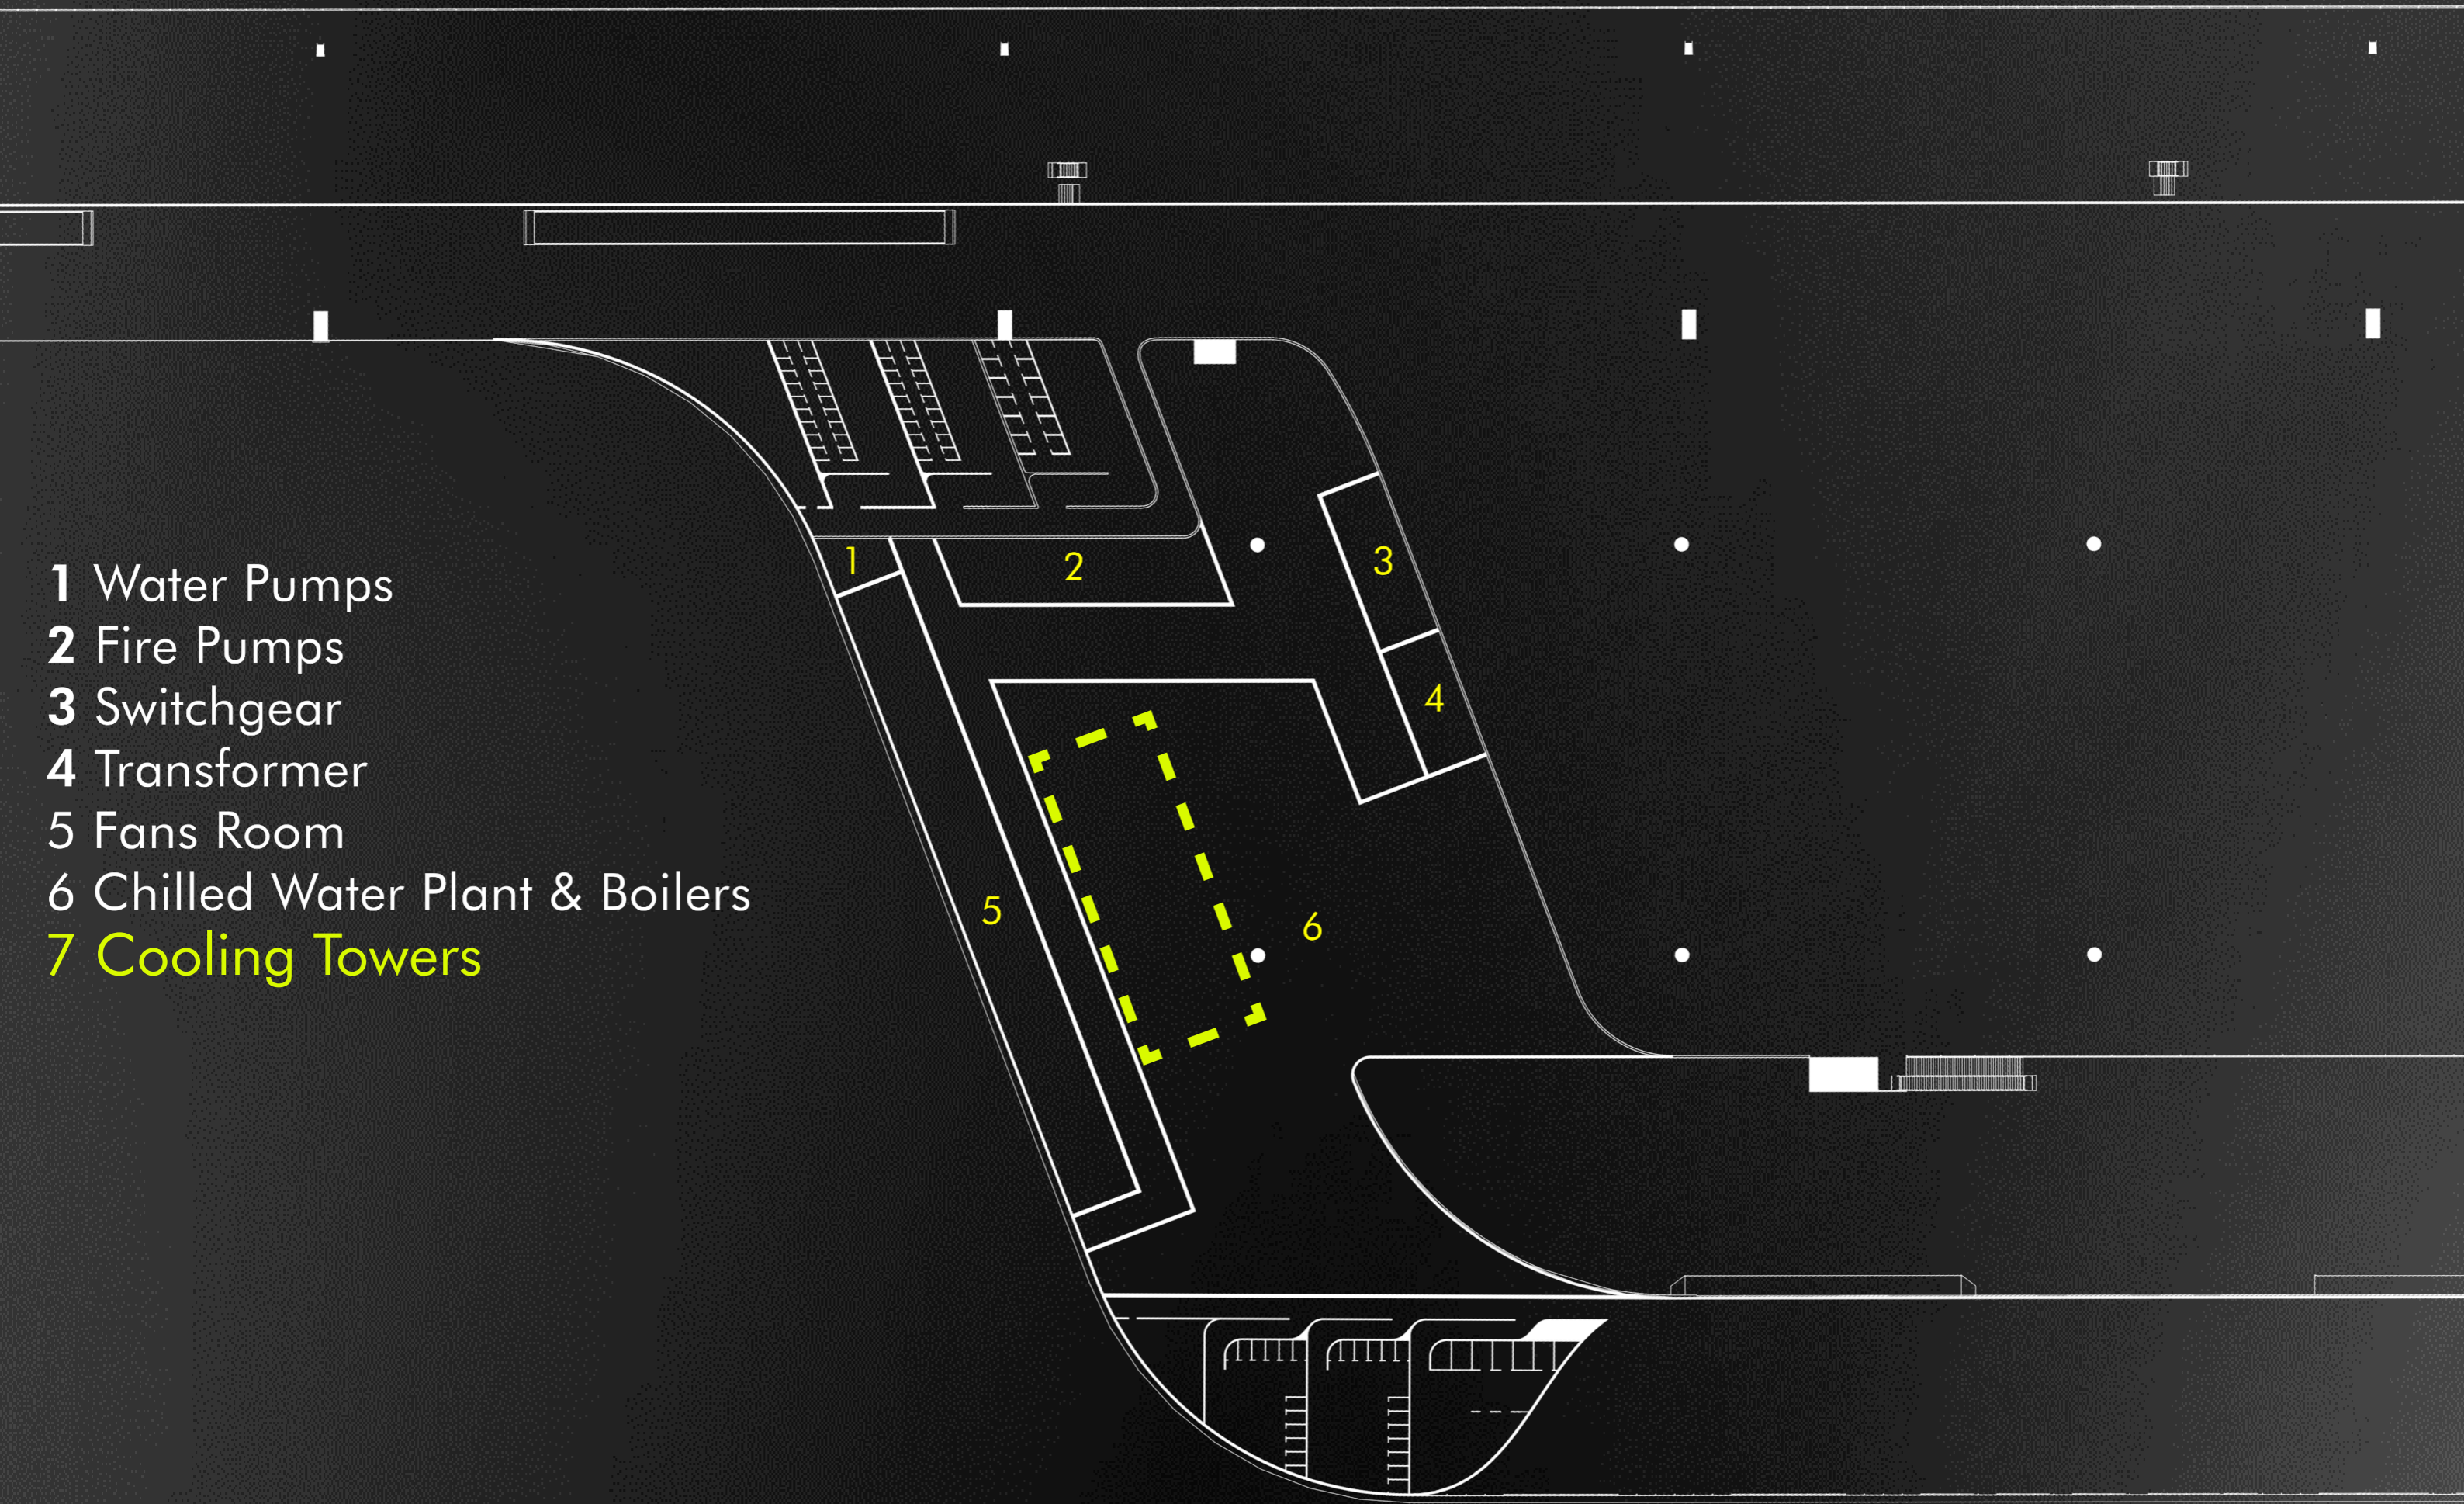 1 Water Pumps
2 Fire Pumps
3 Switchgear
4 Transformer
5 Fans Room
6 Chilled Water Plant & Boilers
7 Cooling Towers
1
2
3
4
5
6